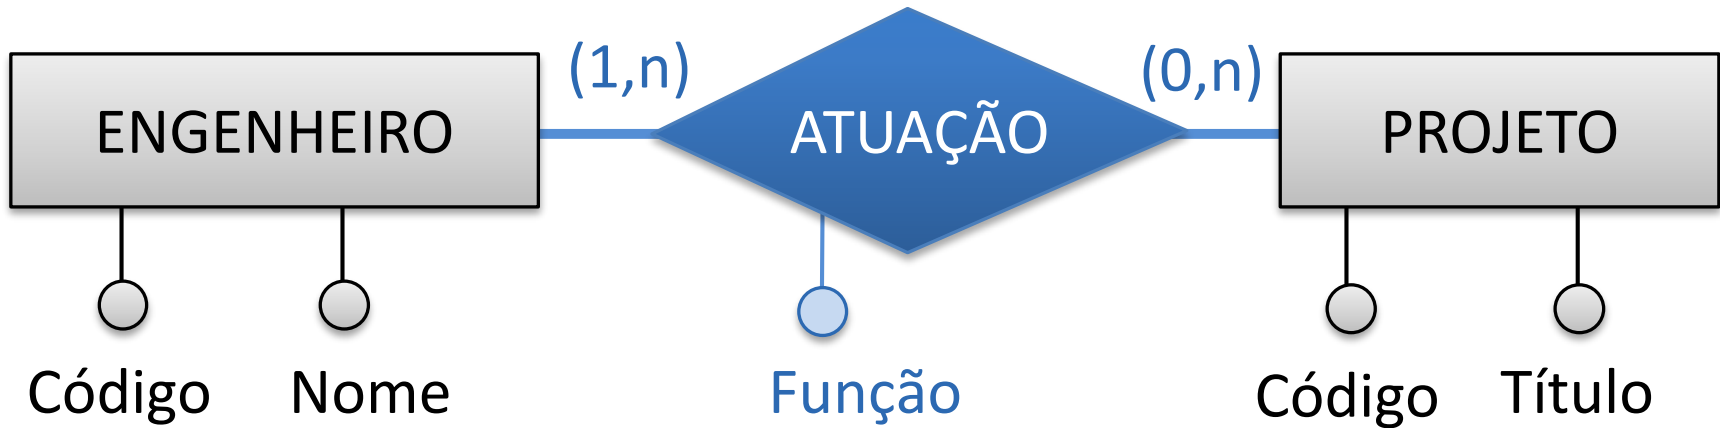 (1,n)
(0,n)
ENGENHEIRO
ATUAÇÃO
PROJETO
Código
Nome
Função
Código
Título